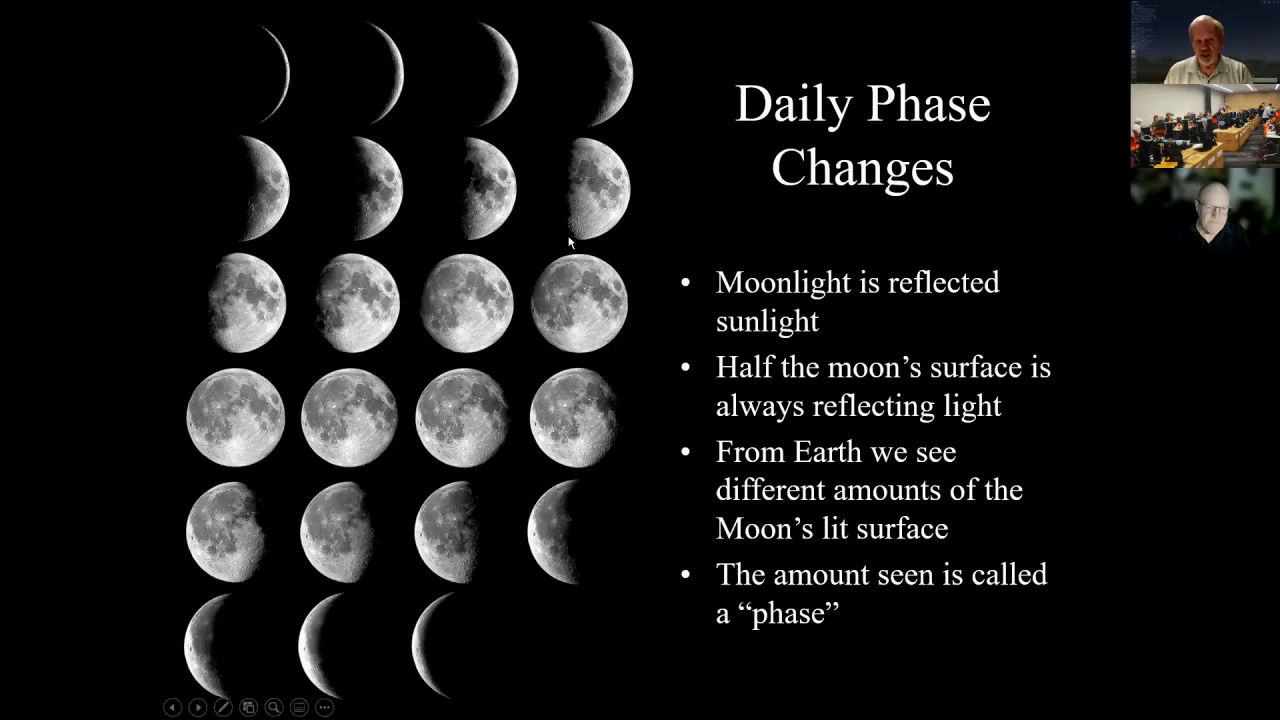 Daily Phase
Changes
• Moonlight is reflected
sunlight
• Half the moon’s surface is
always reflecting light
• From Earth we see
different amounts of the
Moon’s lit surface
• The amount seen is called
a “phase”